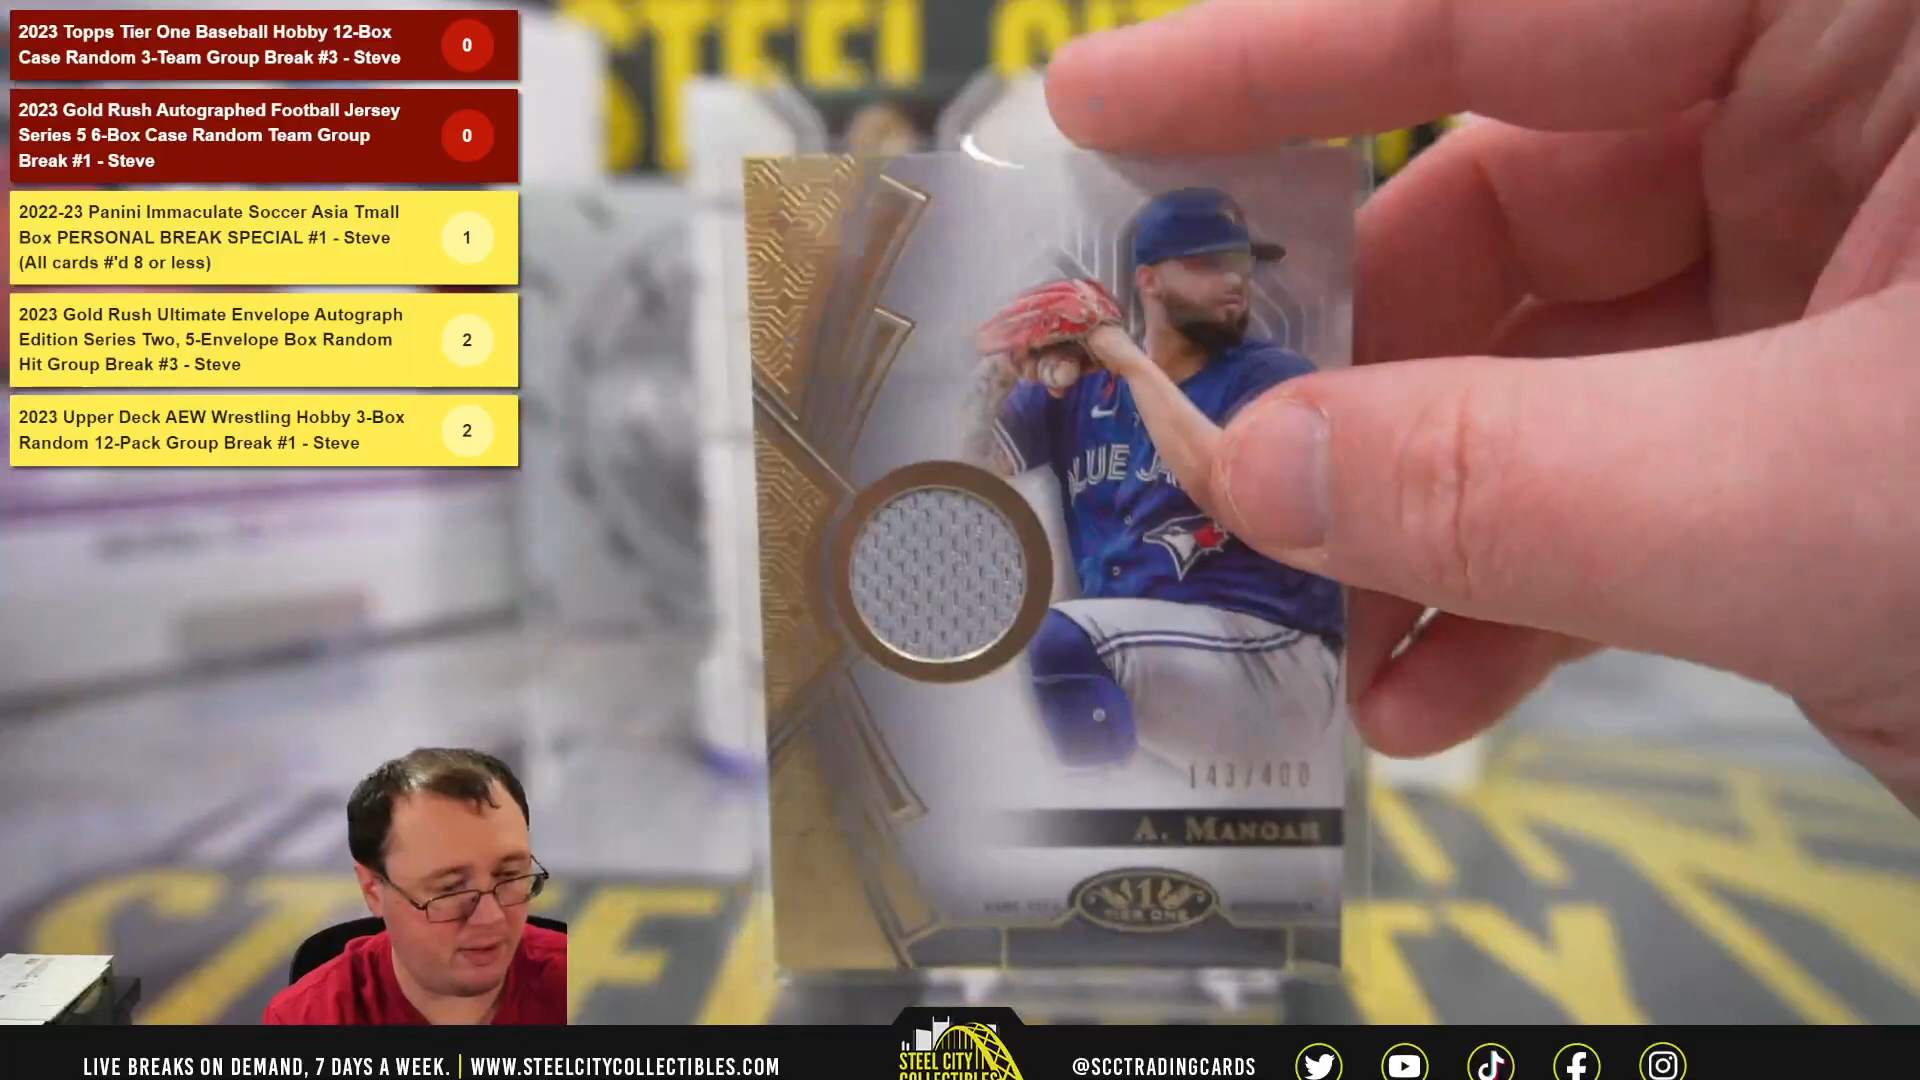 2023 Topps Tier One Baseball Hobby 12-Box
Case Random 3-Team Group Break #3 - Steve
0
2023 Gold Rush Autographed Football Jersey
Series 5 6-Box Case Random Team Group
Break #1 - Steve
0
2022-23 Panini Immaculate Soccer Asia Tmall
Box PERSONAL BREAK SPECIAL #1 - Steve
(All cards #'d 8 or less)
1
2023 Gold Rush Ultimate Envelope Autograph
Edition Series Two, 5-Envelope Box Random
Hit Group Break #3 - Steve
2
2023 Upper Deck AEW Wrestling Hobby 3-Box
Random 12-Pack Group Break #1 - Steve
2
STEEL
BLUE JA
143/400
A. MANOAH
1
TIER ONE
STEEL
CITY
LIVE BREAKS ON DEMAND, 7 DAYS A WEEK. | WWW.STEELCITYCOLLECTIBLES.COM
STEEL CITY
COLLECTIBLES
@SCCTRADINGCARDS